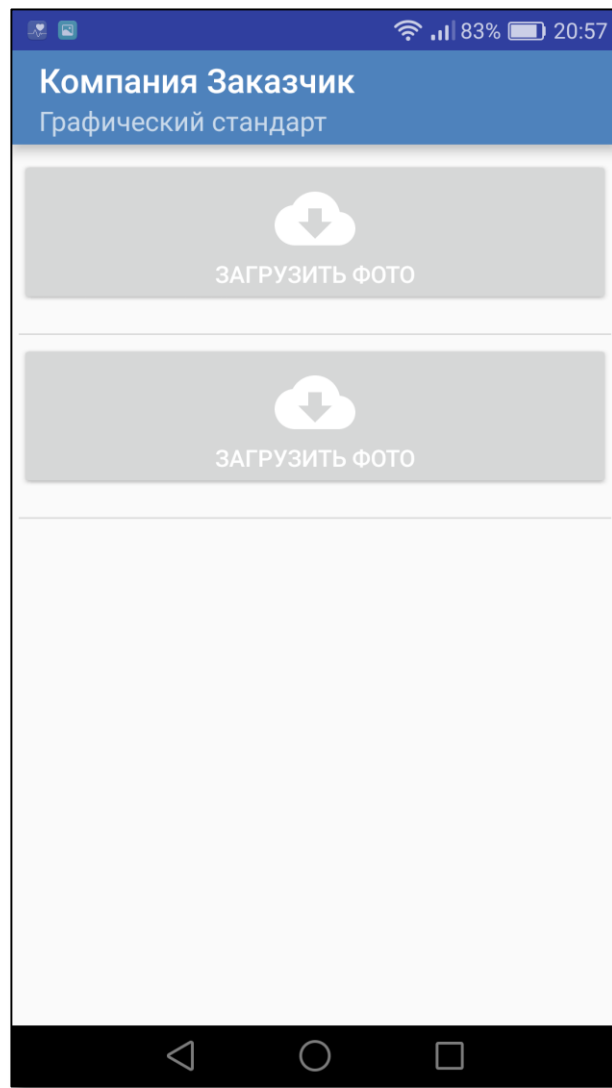 83% 20:57
Компания Заказчик
Графический стандарт
ЗАГРУЗИТЬ ФОТО
ЗАГРУЗИТЬ ФОТО